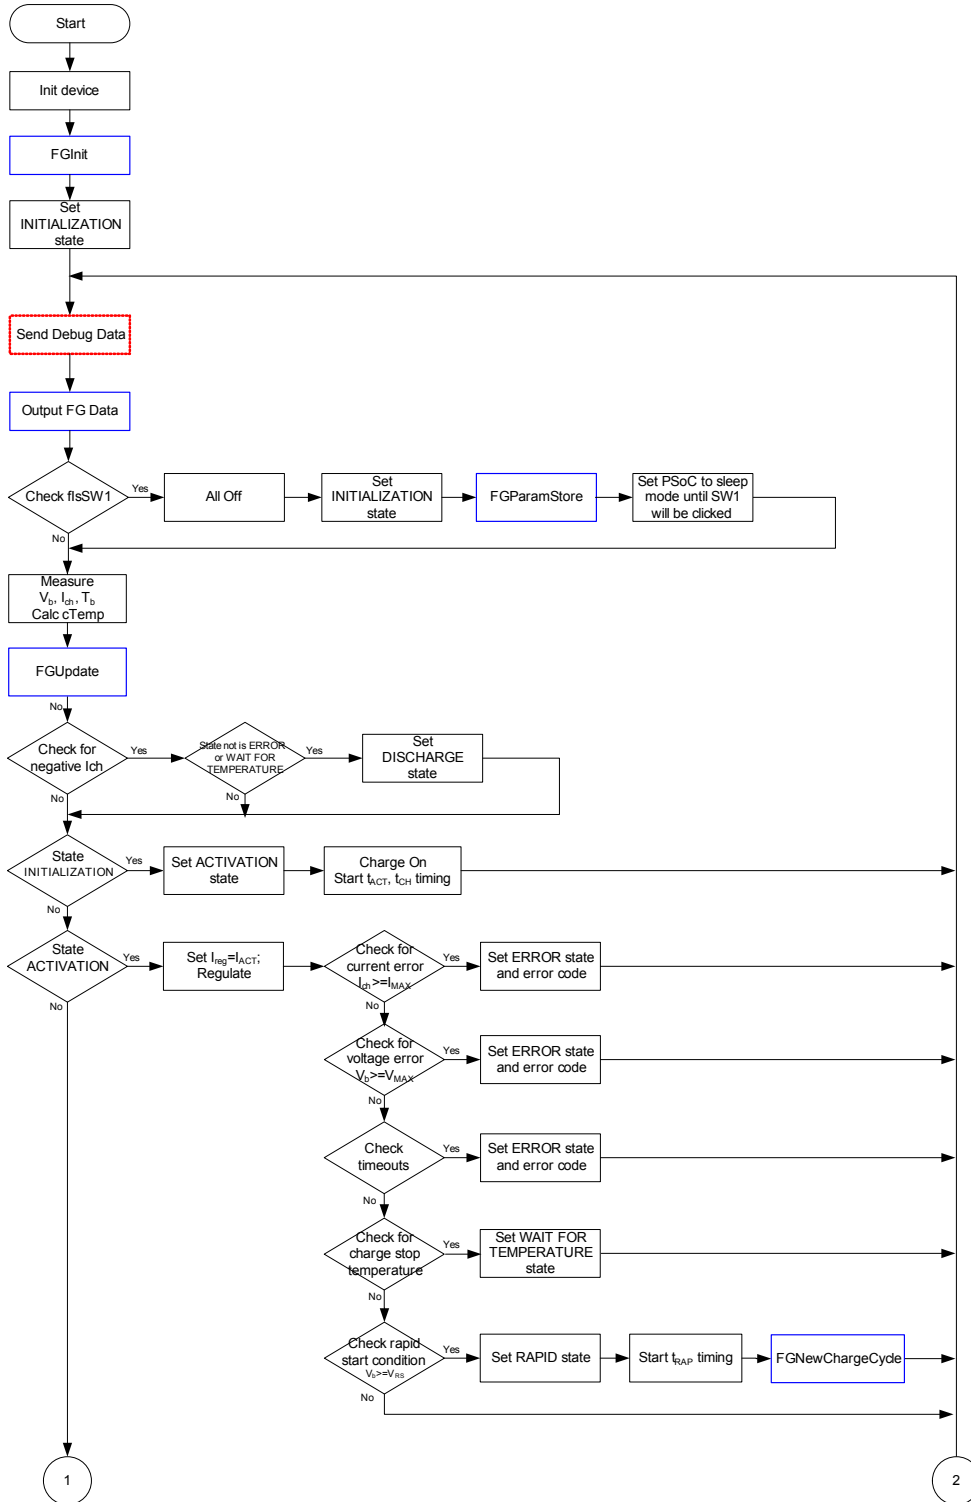 Start
Init device
FGInit
Set
INITIALIZATION
state
Send Debug Data
Output FG Data
Check fIsSW1
Yes
No
All Off
Set
INITIALIZATION
state
FGParamStore
Set PSoC to sleep
mode until SW1
will be clicked
Measure
Vb, Ich, Tb
Calc cTemp
FGUpdate
No
Check for
negative Ich
Yes
No
State not is ERROR
or WAIT FOR
TEMPERATURE
Yes
No
Set
DISCHARGE
state
State
INITIALIZATION
Yes
No
Set ACTIVATION
state
Charge On
Start tACT, tCH timing
State
ACTIVATION
Yes
No
Set Ireg=IACT;
Regulate
Check for
current error
Ich>=IMAX
Yes
No
Set ERROR state
and error code
Check for
voltage error
Vb>=VMAX
Yes
No
Set ERROR state
and error code
Check
timeouts
Yes
No
Set ERROR state
and error code
Check for
charge stop
temperature
Yes
No
Set WAIT FOR
TEMPERATURE
state
Check rapid
start condition
Vb>=VRS
Yes
No
Set RAPID state
Start tRAP timing
FGNewChargeCycle
1
2